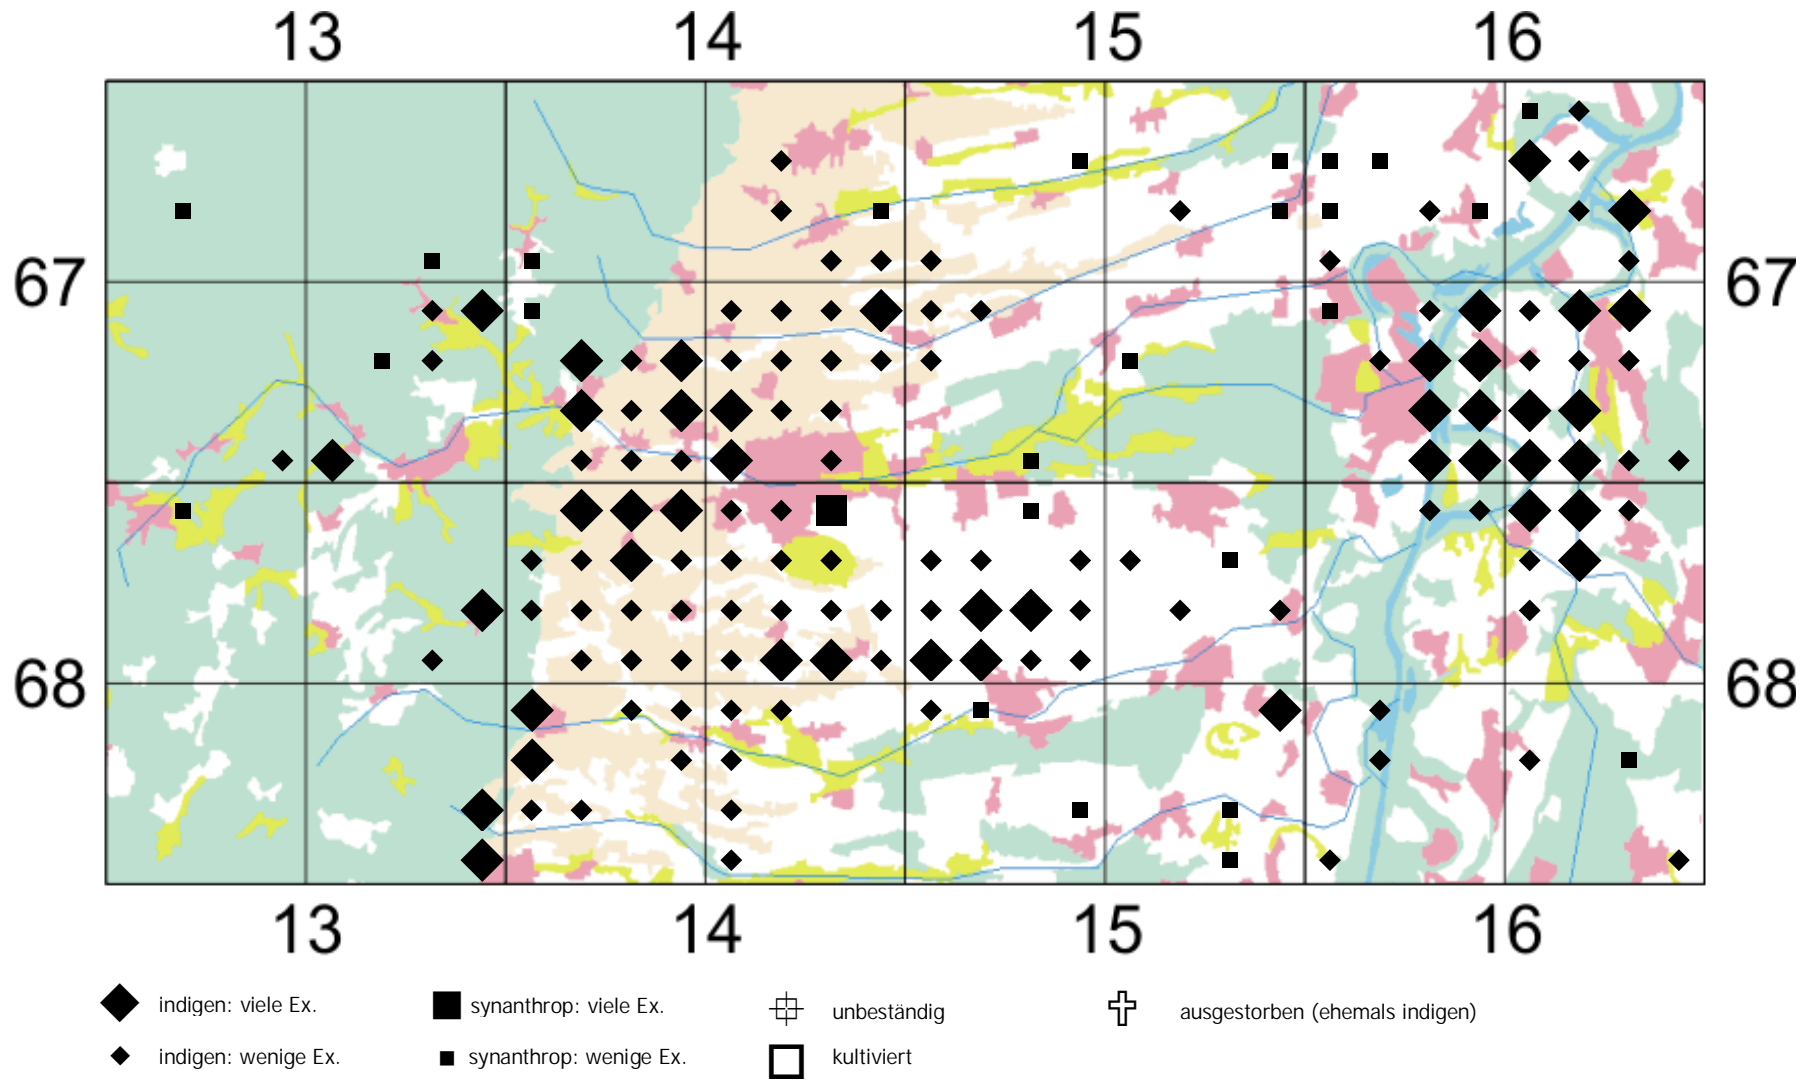 13 14 15 16
67 67
68 68
13 14 15 16
indigen: viele Ex. synanthrop: viele Ex. unbeständig ausgestorben (ehemals indigen)
indigen: wenige Ex. synanthrop: wenige Ex. kultiviert